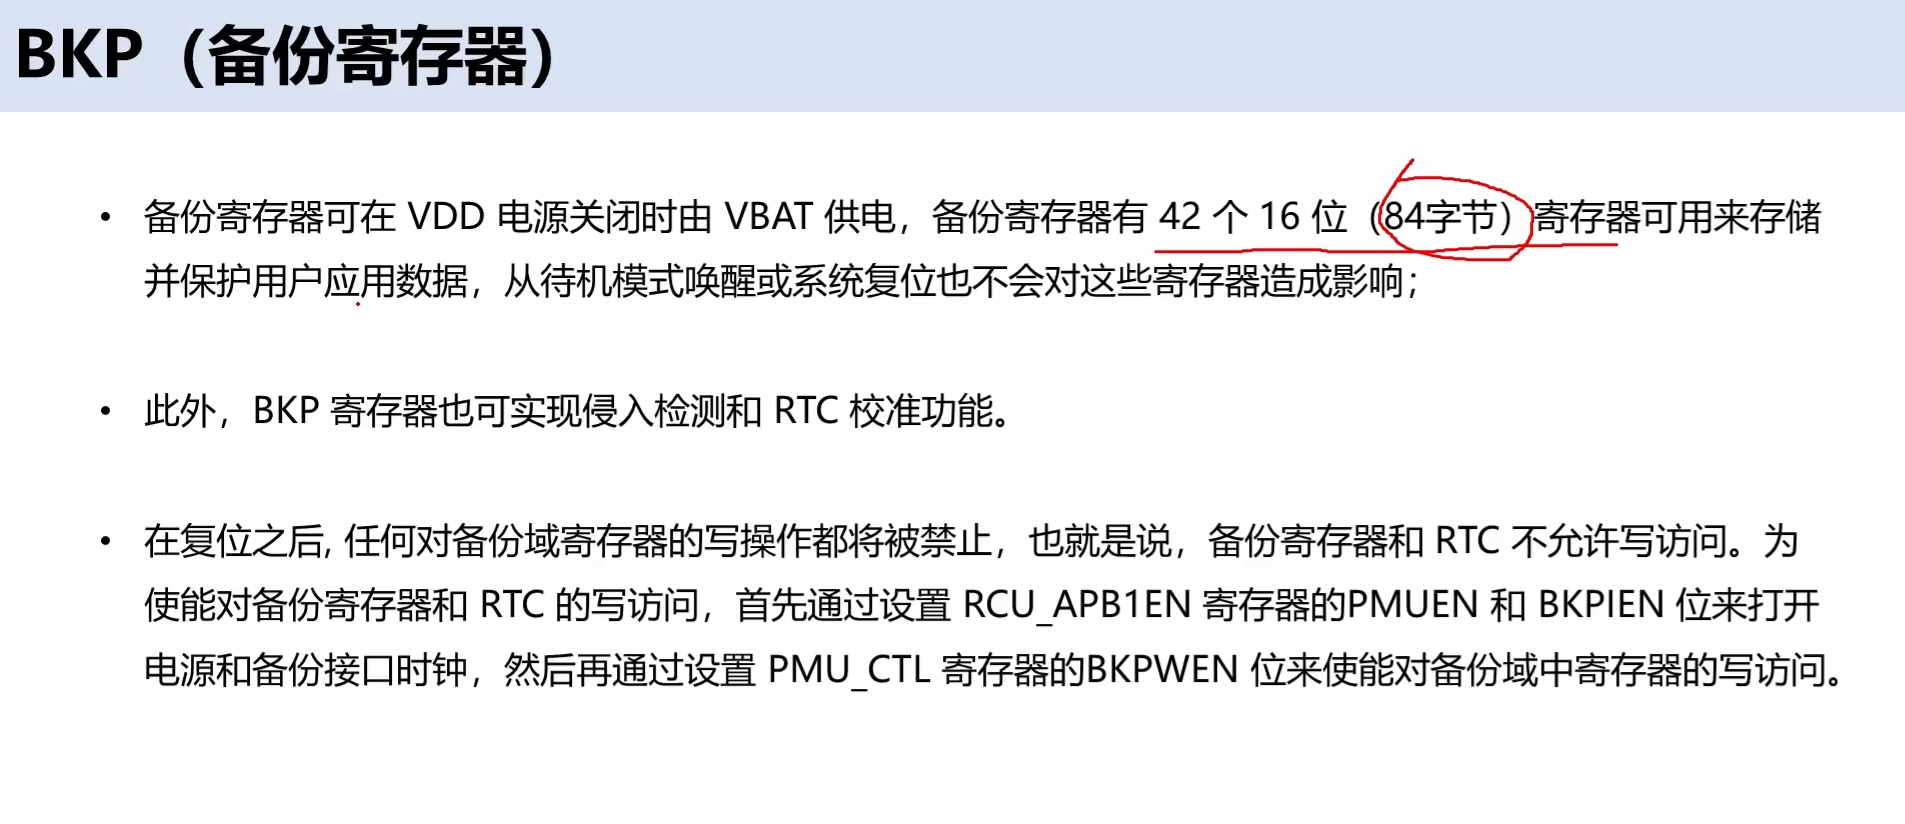 BKP（备份寄存器）
• 备份寄存器可在 VDD 电源关闭时由 VBAT 供电，备份寄存器有 42 个 16 位（84字节）寄存器可用来存储
并保护用户应用数据，从待机模式唤醒或系统复位也不会对这些寄存器造成影响；
• 此外，BKP 寄存器也可实现侵入检测和 RTC 校准功能。
• 在复位之后, 任何对备份域寄存器的写操作都将被禁止，也就是说，备份寄存器和 RTC 不允许写访问。为
使能对备份寄存器和 RTC 的写访问，首先通过设置 RCU_APB1EN 寄存器的PMUEN 和 BKPIEN 位来打开
电源和备份接口时钟，然后再通过设置 PMU_CTL 寄存器的BKPWEN 位来使能对备份域中寄存器的写访问。